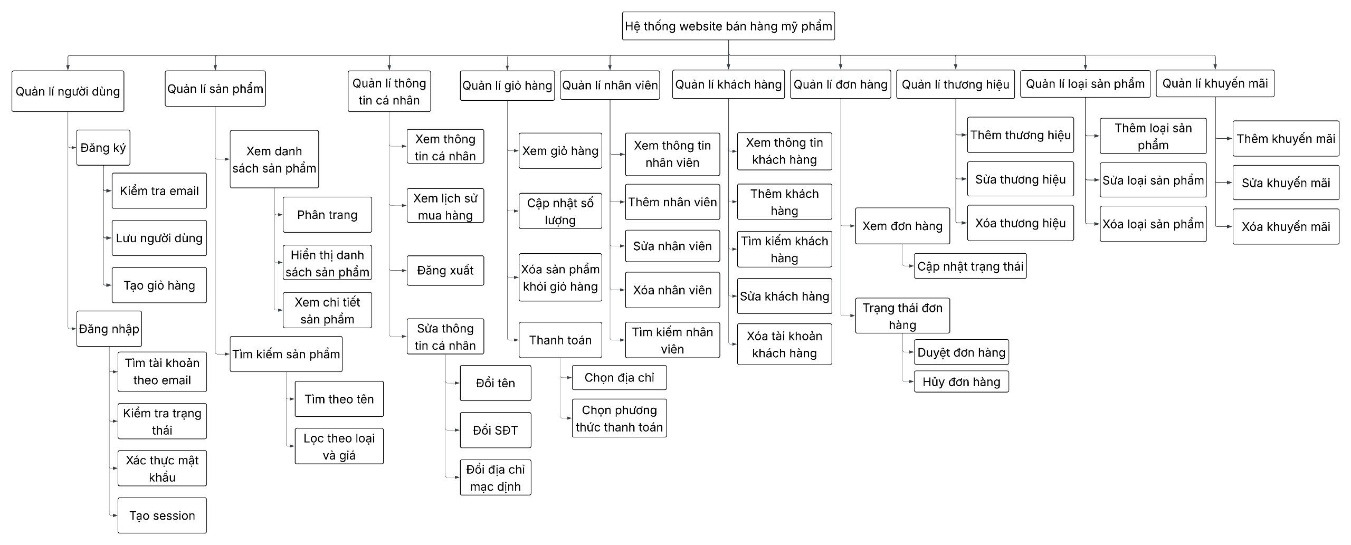 Hệ thống website bán hàng mỹ phẩm
Quản lí người dùng
Đăng ký
Kiểm tra email
Lưu người dùng
Tạo giỏ hàng
Đăng nhập
Tìm tài khoản
theo email
Kiểm tra trạng
thái
Xác thực mật
khẩu
Tạo session
Quản lí sản phẩm
Xem danh
sách sản phẩm
Phân trang
Hiển thị danh
sách sản phẩm
Xem chi tiết
sản phẩm
Tìm kiếm sản phẩm
Tìm theo tên
Lọc theo loại
và giá
Quản lí thông
tin cá nhân
Xem thông
tin cá nhân
Xem lịch sử
mua hàng
Đăng xuất
Sửa thông
tin cá nhân
Đổi tên
Đổi SĐT
Đổi địa chỉ
mạc dịnh
Quản lí giỏ hàng
Xem giỏ hàng
Cập nhật số
lượng
Xóa sản phẩm
khỏi giỏ hàng
Thanh toán
Chọn địa chỉ
Chọn phương
thức thanh toán
Quản lí nhân viên
Xem thông tin
nhân viên
Thêm nhân viên
Sửa nhân viên
Xóa nhân viên
Tìm kiếm nhân
viên
Quản lí khách hàng
Xem thông tin
khách hàng
Thêm khách
hàng
Tìm kiếm khách
hàng
Sửa khách hàng
Xóa tài khoản
khách hàng
Quản lí đơn hàng
Xem đơn hàng
Cập nhật trạng thái
Trạng thái đơn
hàng
Duyệt đơn hàng
Hủy đơn hàng
Quản lí thương hiệu
Thêm thương hiệu
Sửa thương hiệu
Xóa thương hiệu
Quản lí loại sản phẩm
Thêm loại sản
phẩm
Sửa loại sản phẩm
Xóa loại sản phẩm
Quản lí khuyến mãi
Thêm khuyến mãi
Sửa khuyến mãi
Xóa khuyến mãi